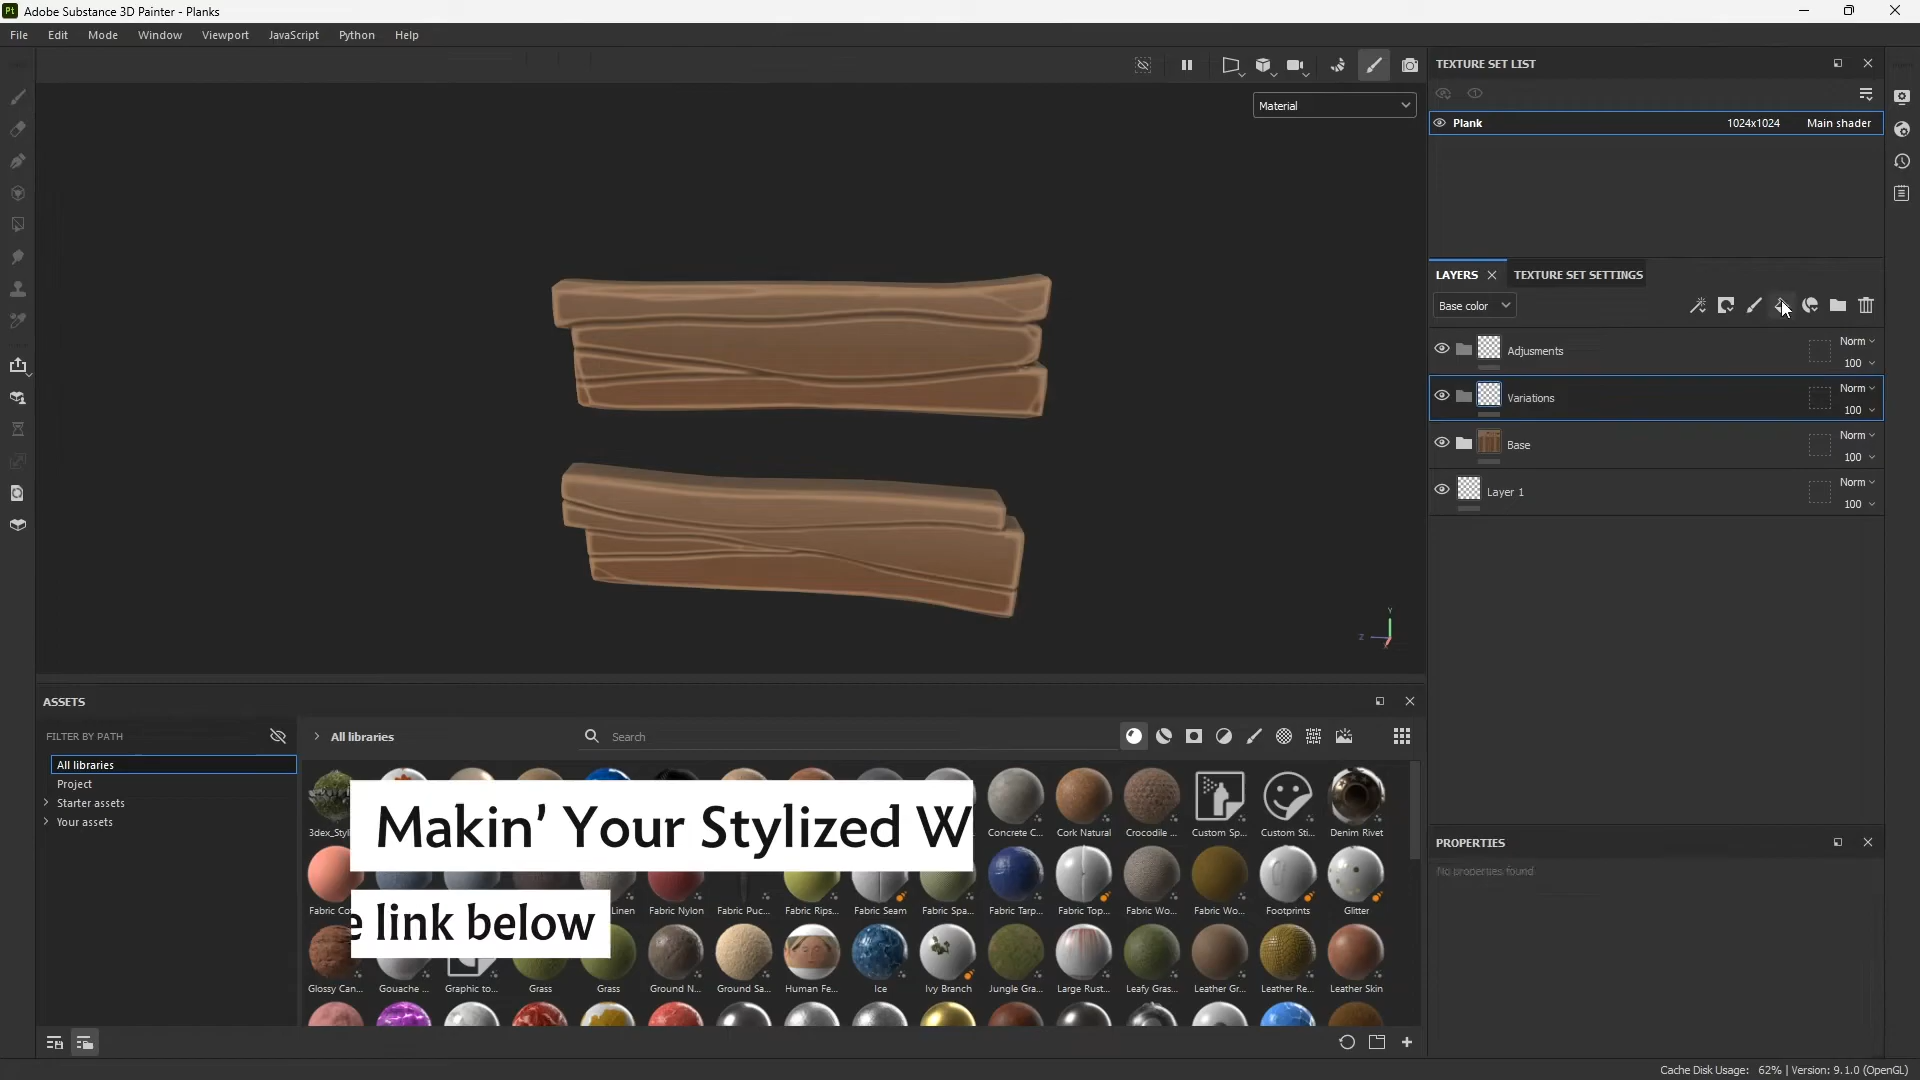 Adobe Substance 3D Painter - Planks
File Edit Mode Window Viewport JavaScript Python Help
Material
TEXTURE SET LIST
Plank 1024x1024 Main shader
LAYERS TEXTURE SET SETTINGS
Base color
Adjusments Norm
100
Variations Norm
100
Base Norm
100
Layer 1 Norm
100
Y
Z
ASSETS
FILTER BY PATH
All libraries
Project
Starter assets
Your assets
All libraries
Search
3dex_Styl Concrete C... Cork Natural Crocodile ... Custom Sp... Custom Sti... Denim Rivet
Makin' Your Stylized W
Fabric Co Linen Fabric Nylon Fabric Puc... Fabric Rips... Fabric Seam Fabric Spa... Fabric Tarp... Fabric Top... Fabric Wo... Fabric Wo... Footprints Glitter
e link below
Glossy Can... Gouache ... Graphic to... Grass Grass Ground N... Ground Sa... Human Fe... Ice Ivy Branch Jungle Gra... Large Rust... Leafy Gras... Leather Gr... Leather Re... Leather Skin
PROPERTIES
No properties found
Cache Disk Usage: 62% | Version: 9.1.0 (OpenGL)